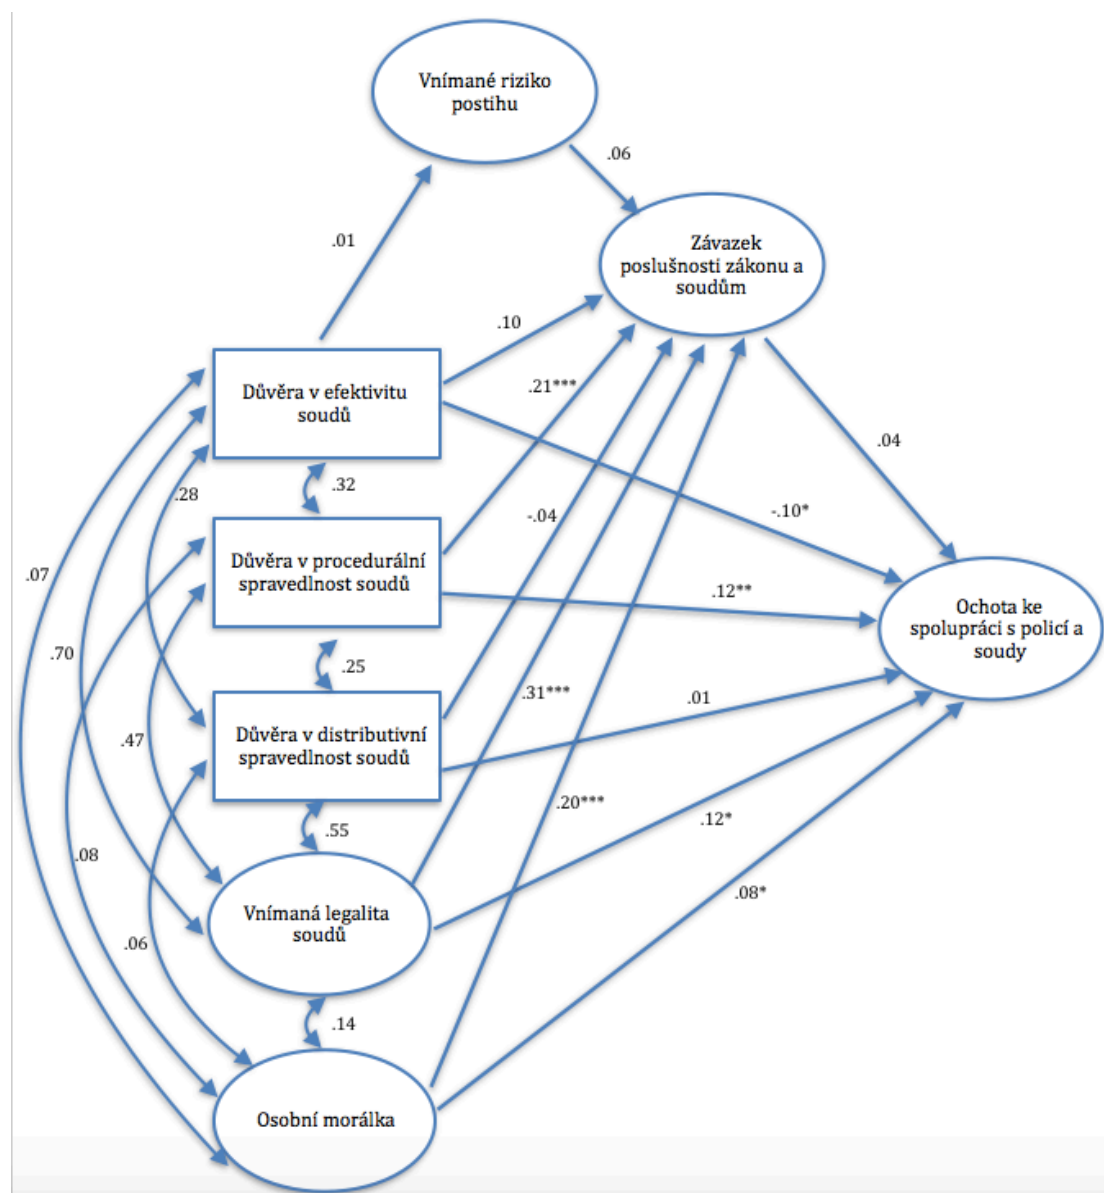 Vnímané riziko
postihu
.06
Závazek
poslušnosti zákonu a
soudům
.01
.10
Důvěra v efektivitu
soudů
.21***
.04
.28
.32
-.04
-.10*
Důvěra v procedurální
spravedlnost soudů
.07
.12**
Ochota ke
spolupráci s policí a
soudy
.70
.25
.31***
.01
.47
Důvěra v distributivní
spravedlnost soudů
.20***
.12*
.55
.08
.08*
Vnímaná legalita
soudů
.06
.14
Osobní morálka